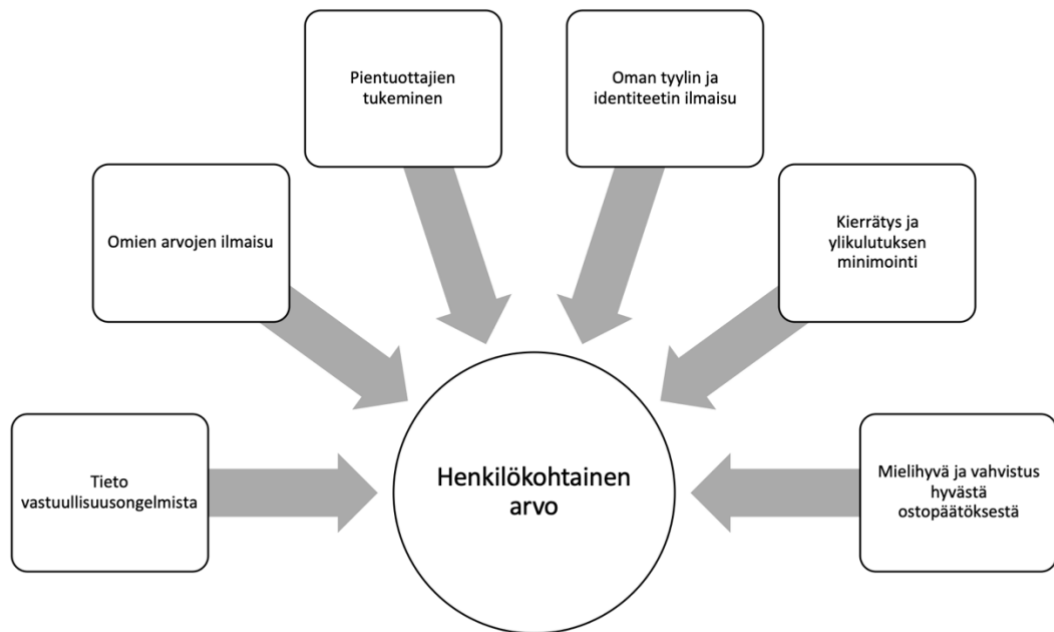 Pientuottajien
tukeminen
Oman tyylin ja
identiteetin ilmaisu
Omien arvojen ilmaisu
Kierrätys ja
ylikulutuksen
minimointi
Tieto
vastuullisuusongelmista
Henkilökohtainen
arvo
Mielihyvä ja vahvistus
hyvästä
ostopäätöksestä